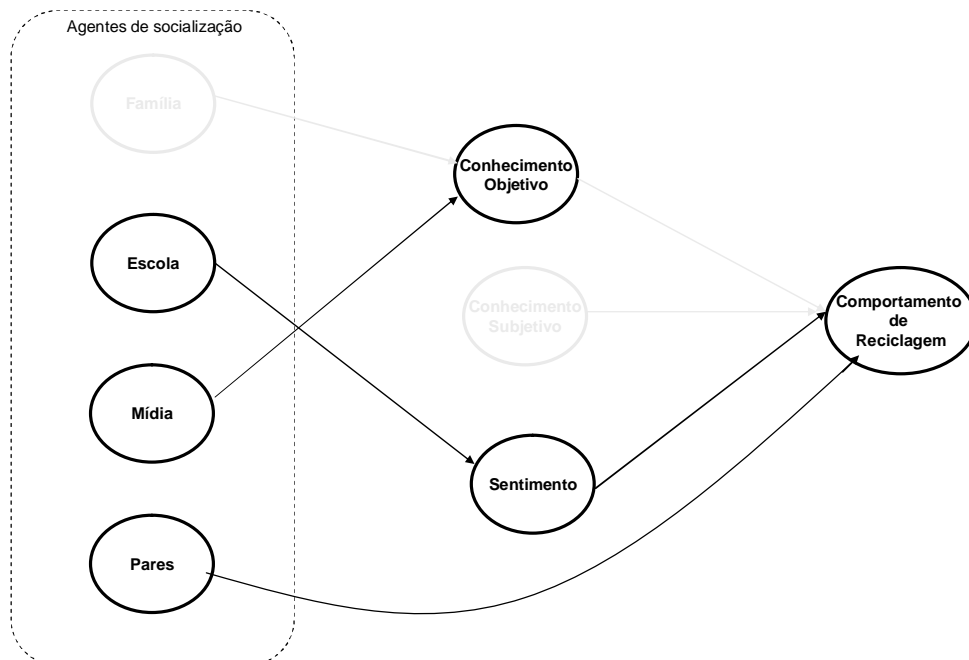 Agentes de socialização
Família
Conhecimento
Objetivo
Escola
Conhecimento
Subjetivo
Comportamento
de
Reciclagem
Mídia
Sentimento
Pares